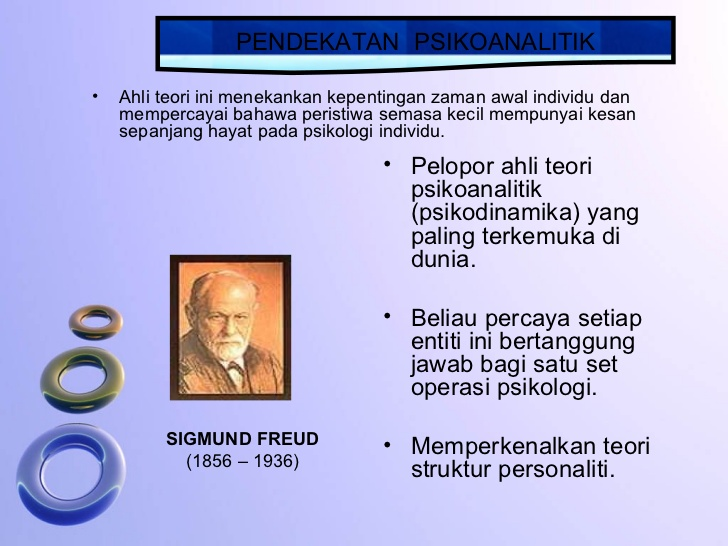 PENDEKATAN PSIKOANALITIK
• Ahli teori ini menekankan kepentingan zaman awal individu dan
mempercayai bahawa peristiwa semasa kecil mempunyai kesan
sepanjang hayat pada psikologi individu.
• Pelopor ahli teori
psikoanalitik
(psikodinamika) yang
paling terkemuka di
dunia.
• Beliau percaya setiap
entiti ini bertanggung
jawab bagi satu set
operasi psikologi.
• Memperkenalkan teori
struktur personaliti.
SIGMUND FREUD
(1856 – 1936)